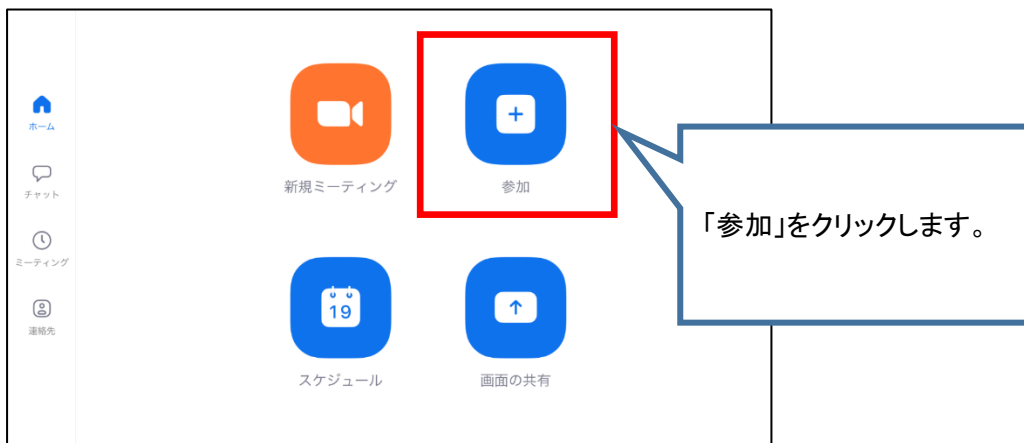 ホーム
チャット
ミーティング
連絡先
新規ミーティング
参加
19
スケジュール
画面の共有
「参加」をクリックします。